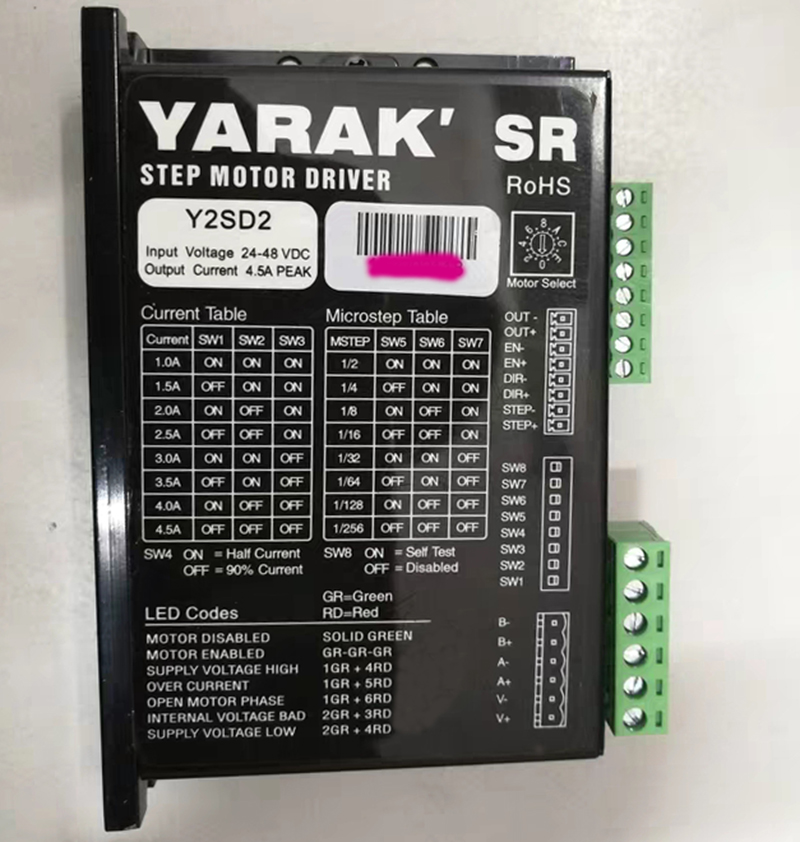 YARAK' SR
STEP MOTOR DRIVER
RoHS
Y2SD2
Input Voltage 24-48 VDC
Output Current 4.5A PEAK
Motor Select
Current Table
Current SW1 SW2 SW3
1.0A ON ON ON
1.5A OFF ON ON
2.0A ON OFF ON
2.5A OFF OFF ON
3.0A ON ON OFF
3.5A OFF ON OFF
4.0A ON OFF OFF
4.5A OFF OFF OFF
SW4 ON = Half Current
OFF = 90% Current
Microstep Table
MSTEP SW5 SW6 SW7
1/2 ON ON ON
1/4 OFF ON ON
1/8 ON OFF ON
1/16 OFF OFF ON
1/32 ON ON OFF
1/64 OFF ON OFF
1/128 ON OFF OFF
1/256 OFF OFF OFF
SW8 ON = Self Test
OFF = Disabled
OUT -
OUT+
EN-
EN+
DIR-
DIR+
STEP-
STEP+
SW8
SW7
SW6
SW5
SW4
SW3
SW2
SW1
B-
B+
A-
A+
V-
V+
GR=Green
LED Codes RD=Red
MOTOR DISABLED SOLID GREEN
MOTOR ENABLED GR-GR-GR
SUPPLY VOLTAGE HIGH 1GR + 4RD
OVER CURRENT 1GR + 5RD
OPEN MOTOR PHASE 1GR + 6RD
INTERNAL VOLTAGE BAD 2GR + 3RD
SUPPLY VOLTAGE LOW 2GR + 4RD